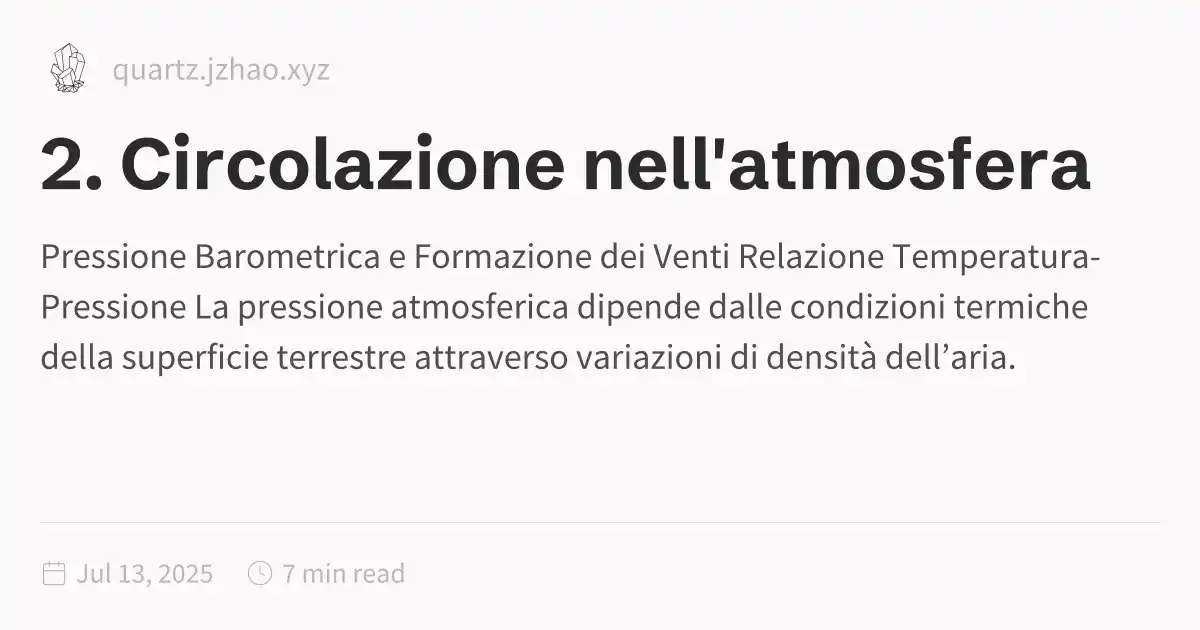 quartz.jzhao.xyz
2. Circolazione nell'atmosfera
Pressione Barometrica e Formazione dei Venti Relazione Temperatura-
Pressione La pressione atmosferica dipende dalle condizioni termiche
della superficie terrestre attraverso variazioni di densità dell’aria.
Jul 13, 2025 7 min read